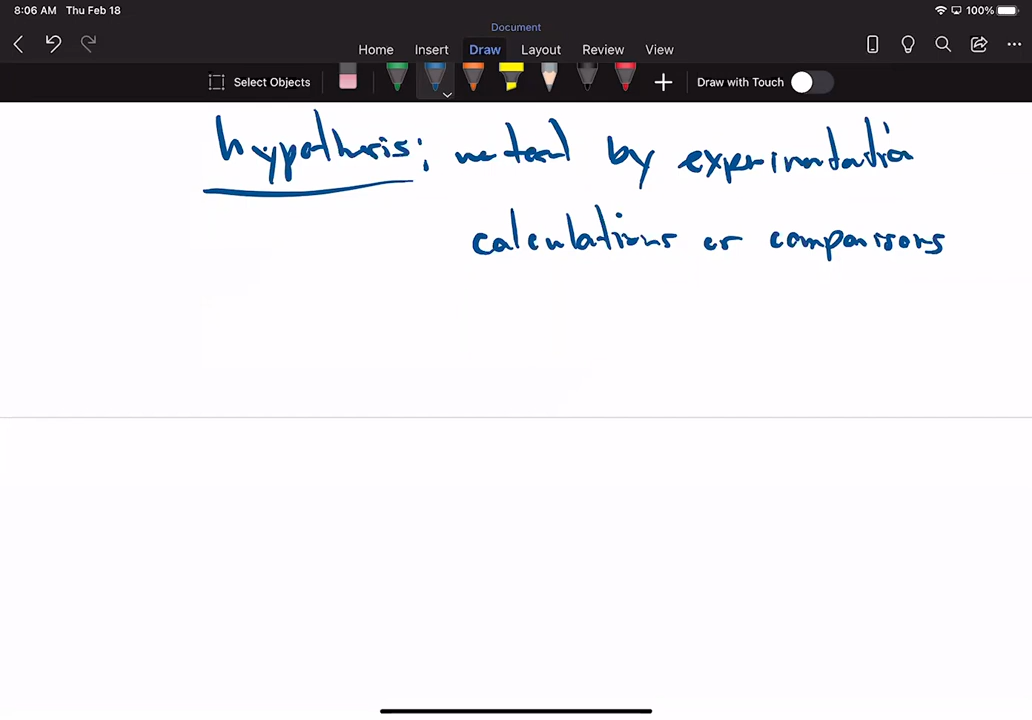 8:06 AM Thu Feb 18 100%
Document
Home Insert Draw Layout Review View
Select Objects Draw with Touch
hypothesis: by experimentation
calculations or comparisons